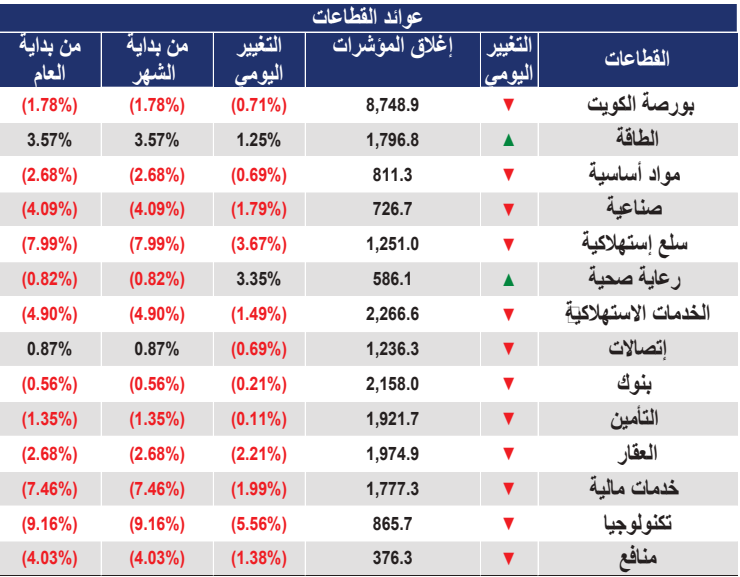 عوائد القطاعات
القطاعات التغيير اليومي إغلاق المؤشرات التغيير اليومي من بداية الشهر من بداية العام
بورصة الكويت ▼ 8,748.9 (0.71%) (1.78%) (1.78%)
الطاقة ▲ 1,796.8 1.25% 3.57% 3.57%
مواد أساسية ▼ 811.3 (0.69%) (2.68%) (2.68%)
صناعية ▼ 726.7 (1.79%) (4.09%) (4.09%)
سلع إستهلاكية ▼ 1,251.0 (3.67%) (7.99%) (7.99%)
رعاية صحية ▲ 586.1 3.35% (0.82%) (0.82%)
الخدمات الاستهلاكية ▼ 2,266.6 (1.49%) (4.90%) (4.90%)
إتصالات ▼ 1,236.3 (0.69%) 0.87% 0.87%
بنوك ▼ 2,158.0 (0.21%) (0.56%) (0.56%)
التأمين ▼ 1,921.7 (0.11%) (1.35%) (1.35%)
العقار ▼ 1,974.9 (2.21%) (2.68%) (2.68%)
خدمات مالية ▼ 1,777.3 (1.99%) (7.46%) (7.46%)
تكنولوجيا ▼ 865.7 (5.56%) (9.16%) (9.16%)
منافع ▼ 376.3 (1.38%) (4.03%) (4.03%)